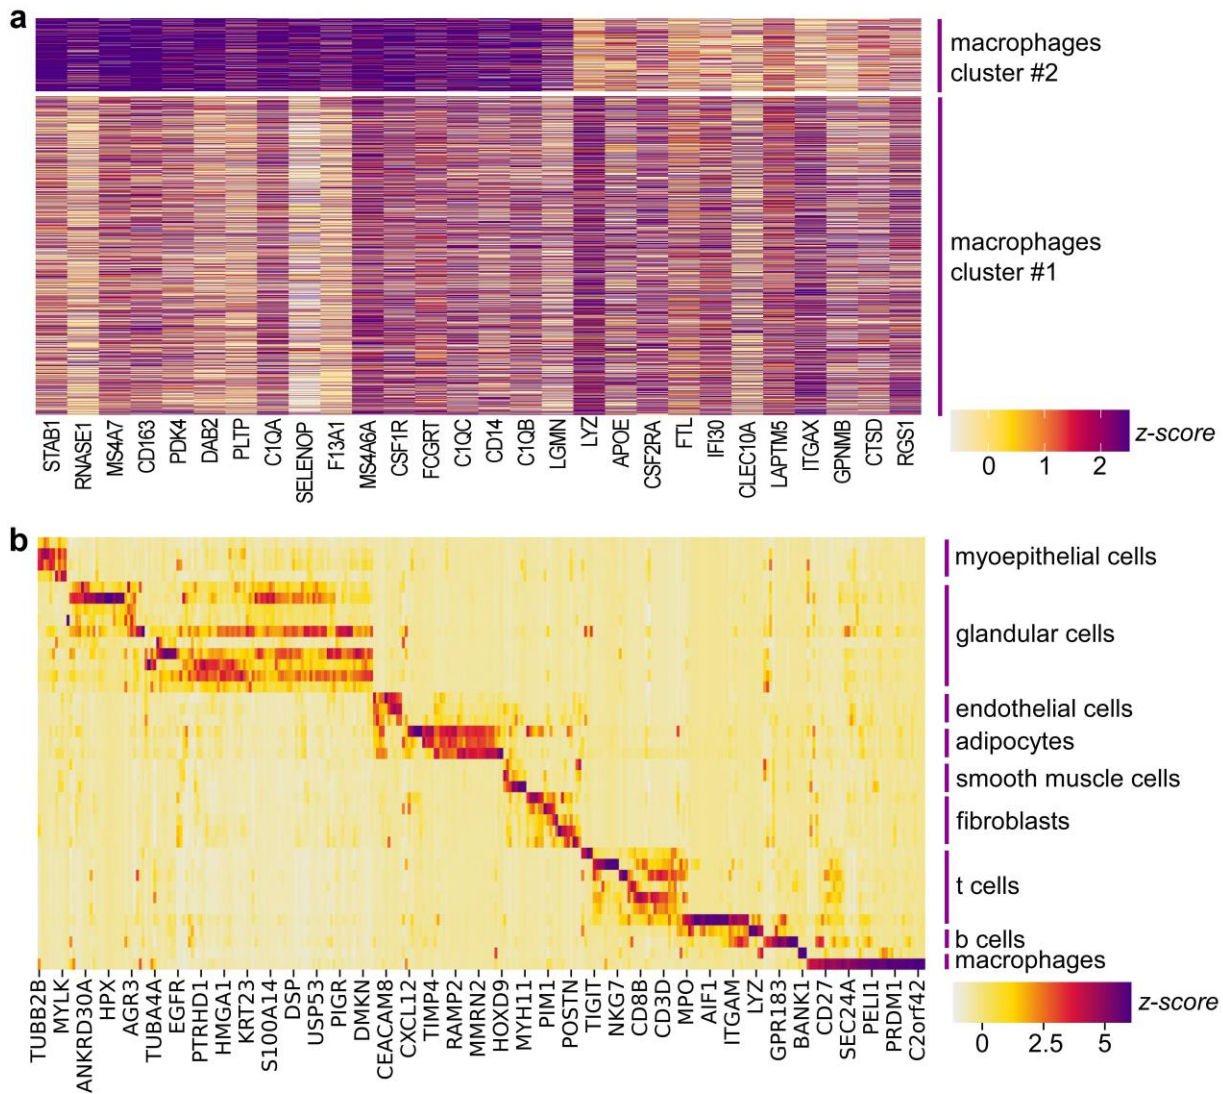 a
macrophages
cluster #2
macrophages
cluster #1
STAB1
RNASE1
MS4A7
CD163
PDK4
DAB2
PLTP
C1QA
SELENOP
F13A1
MS4A6A
CSF1R
FCGRT
C1QC
CD14
C1QB
LGMN
LYZ
APOE
CSF2RA
FTL
IFI30
CLEC10A
LAPTM5
ITGAX
GPNMB
CTSD
RGS1
z-score
0 1 2
b
myoepithelial cells
glandular cells
endothelial cells
adipocytes
smooth muscle cells
fibroblasts
t cells
b cells
macrophages
TUBB2B
MYLK
ANKRD30A
HPX
AGR3
TUBA4A
EGFR
PTRHD1
HMGA1
KRT23
S100A14
DSP
USP53
PIGR
DMKN
CEACAM8
CXCL12
TIMP4
RAMP2
MMRN2
HOXD9
MYH11
PIM1
POSTN
TIGIT
NKG7
CD8B
CD3D
MPO
AIF1
ITGAM
LYZ
GPR183
BANK1
CD27
SEC24A
PELI1
PRDM1
C2orf42
z-score
0 2.5 5